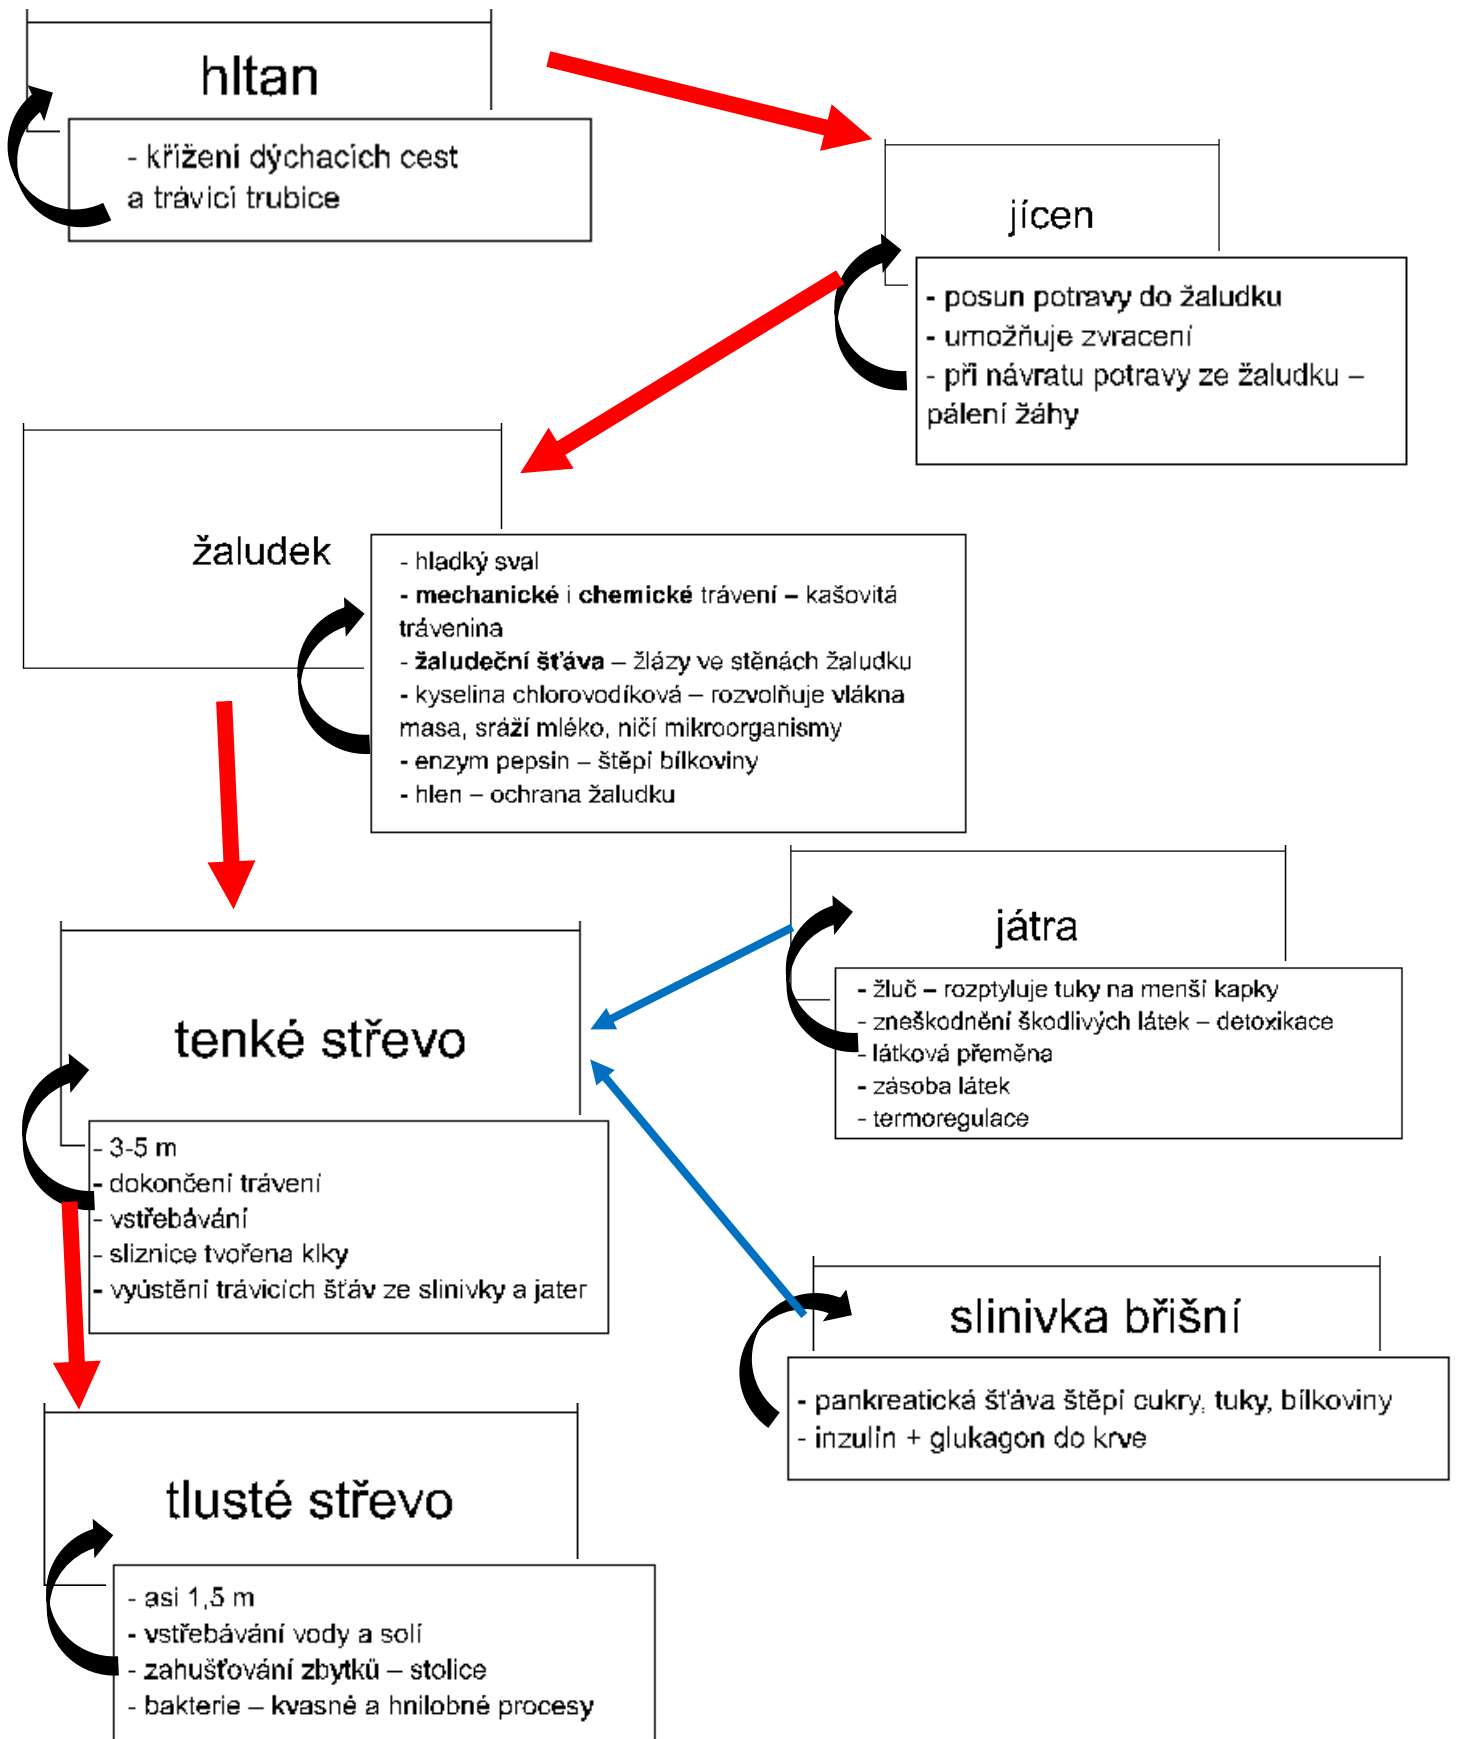 hltan
- křížení dýchacích cest
a trávicí trubice
jícen
- posun potravy do žaludku
- umožňuje zvracení
- při návratu potravy ze žaludku –
pálení žáhy
žaludek
- hladký sval
- mechanické i chemické trávení – kašovitá
trávenina
- žaludeční šťáva – žlázy ve stěnách žaludku
- kyselina chlorovodíková – rozvolňuje vlákna
masa, sráží mléko, ničí mikroorganismy
- enzym pepsin – štěpí bílkoviny
- hlen – ochrana žaludku
játra
- žluč – rozptyluje tuky na menší kapky
- zneškodnění škodlivých látek – detoxikace
- látková přeměna
- zásoba látek
- termoregulace
tenké střevo
- 3-5 m
- dokončení trávení
- vstřebávání
- sliznice tvořena klky
- vyústění trávicích šťáv ze slinivky a jater
slinivka břišní
- pankreatická šťáva štěpí cukry, tuky, bílkoviny
- inzulín + glukagon do krve
tlusté střevo
- asi 1,5 m
- vstřebávání vody a solí
- zahušťování zbytků – stolice
- bakterie – kvasné a hnilobné procesy